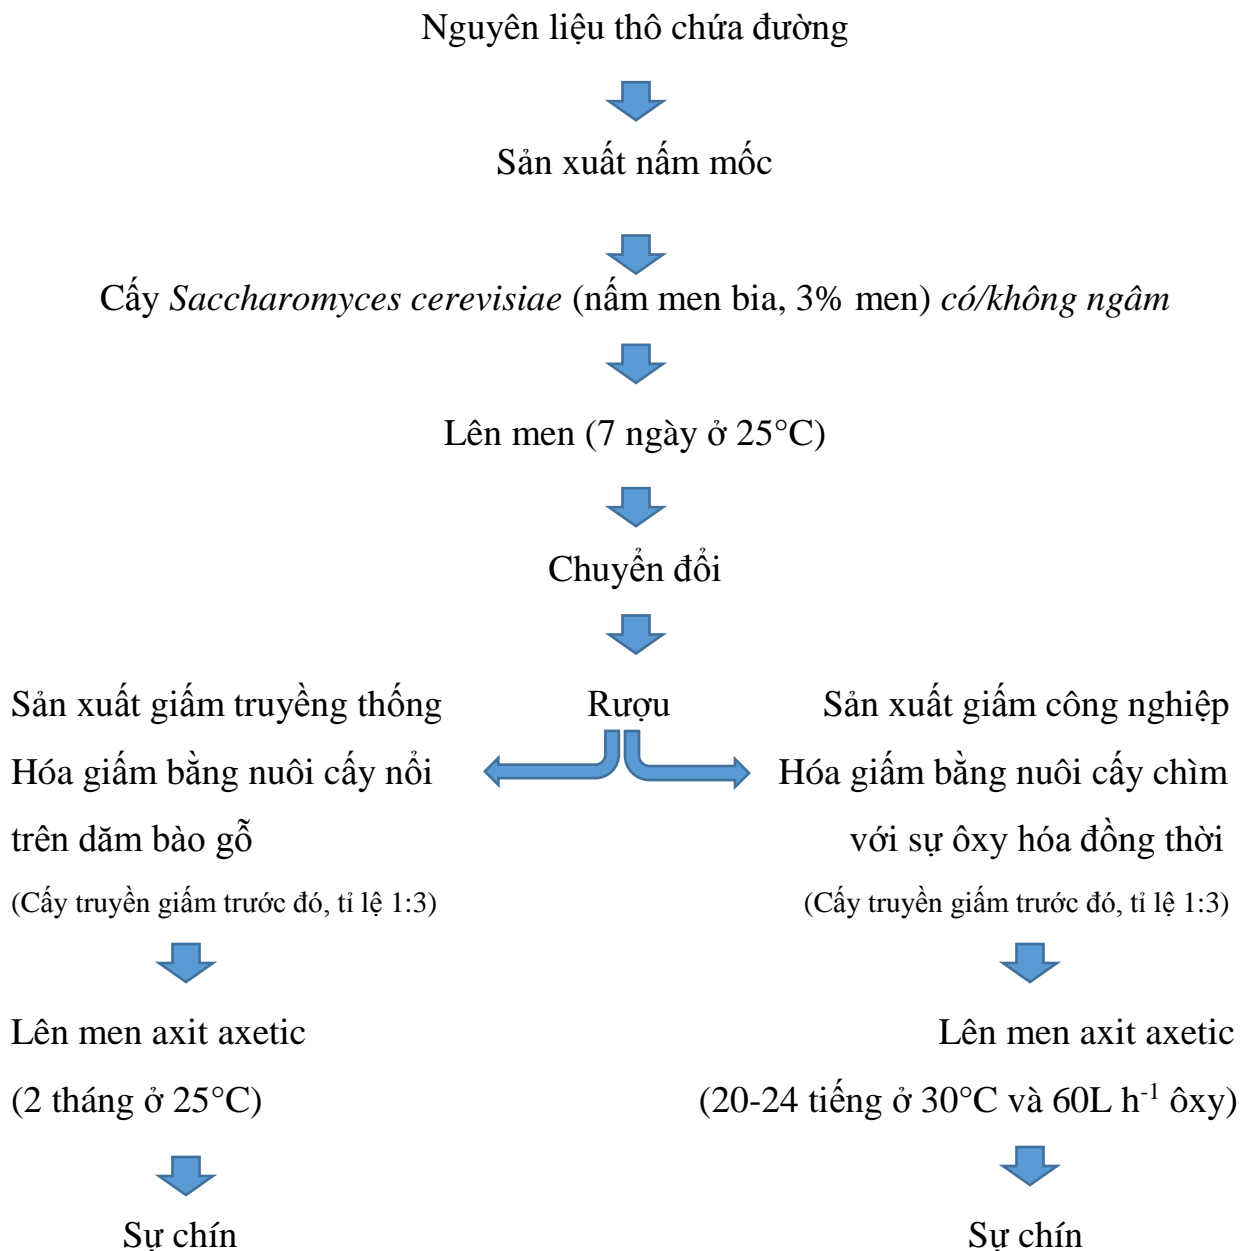 Nguyên liệu thô chứa đường
Sản xuất nấm mốc
Cấy Saccharomyces cerevisiae (nấm men bia, 3% men) có/không ngâm
Lên men (7 ngày ở 25°C)
Chuyển đổi
Rượu
Sản xuất giấm truyềng thống
Hóa giấm bằng nuôi cấy nổi
trên dăm bào gỗ
(Cấy truyền giấm trước đó, tỉ lệ 1:3)
Lên men axit axetic
(2 tháng ở 25°C)
Sự chín
Sản xuất giấm công nghiệp
Hóa giấm bằng nuôi cấy chìm
với sự ôxy hóa đồng thời
(Cấy truyền giấm trước đó, tỉ lệ 1:3)
Lên men axit axetic
(20-24 tiếng ở 30°C và 60L h⁻¹ ôxy)
Sự chín